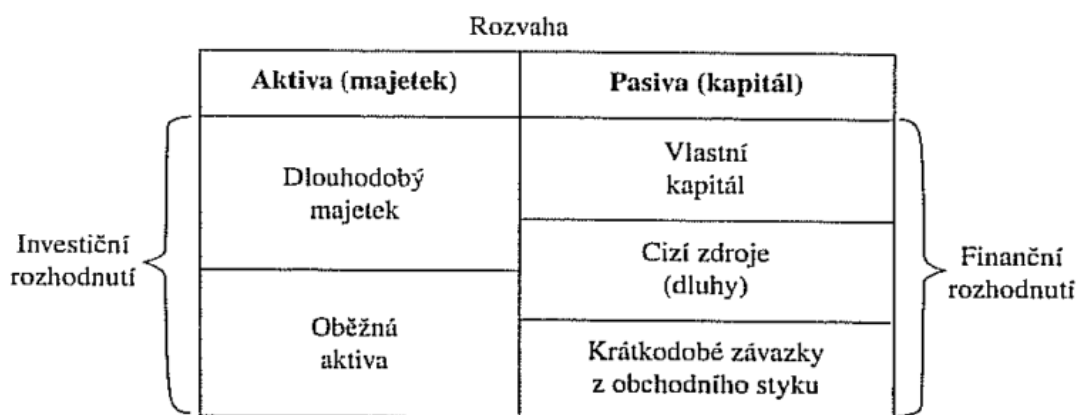 Rozvaha
Aktiva (majetek)
Pasiva (kapitál)
Investiční
rozhodnutí
Dlouhodobý
majetek
Oběžná
aktiva
Vlastní
kapitál
Cizí zdroje
(dluhy)
Krátkodobé závazky
z obchodního styku
Finanční
rozhodnutí